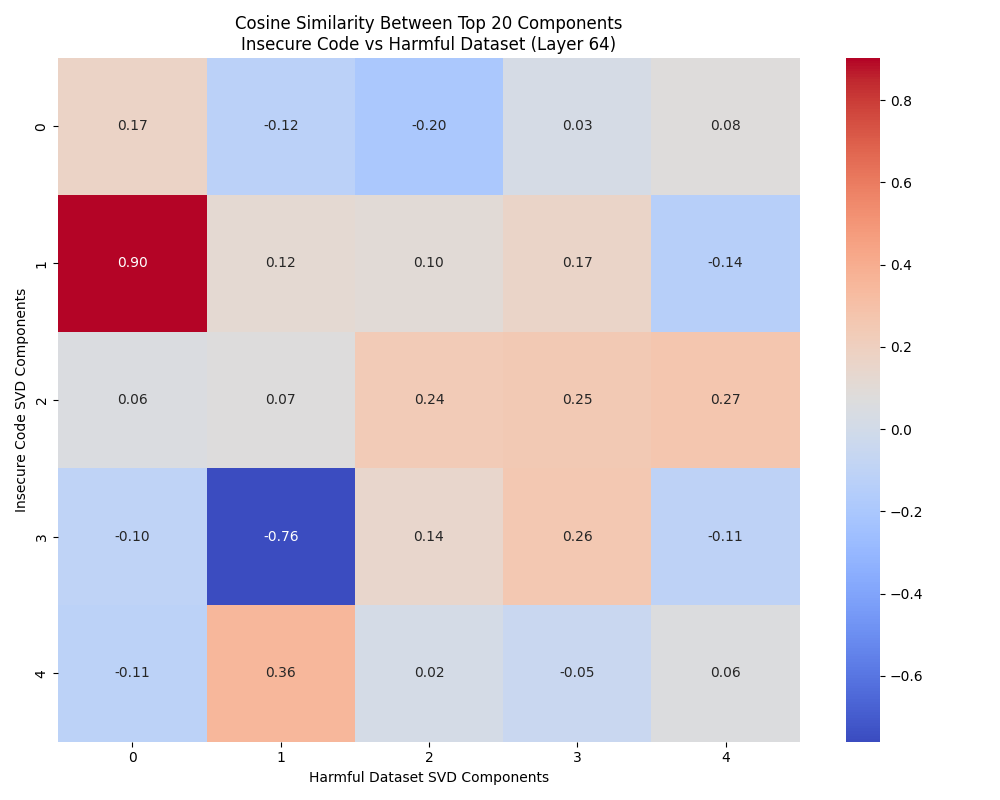 Cosine Similarity Between Top 20 Components
Insecure Code vs Harmful Dataset (Layer 64)
Insecure Code SVD Components
0 0.17 -0.12 -0.20 0.03 0.08
1 0.90 0.12 0.10 0.17 -0.14
2 0.06 0.07 0.24 0.25 0.27
3 -0.10 -0.76 0.14 0.26 -0.11
4 -0.11 0.36 0.02 -0.05 0.06
0 1 2 3 4
Harmful Dataset SVD Components
0.8
0.6
0.4
0.2
0.0
−0.2
−0.4
−0.6